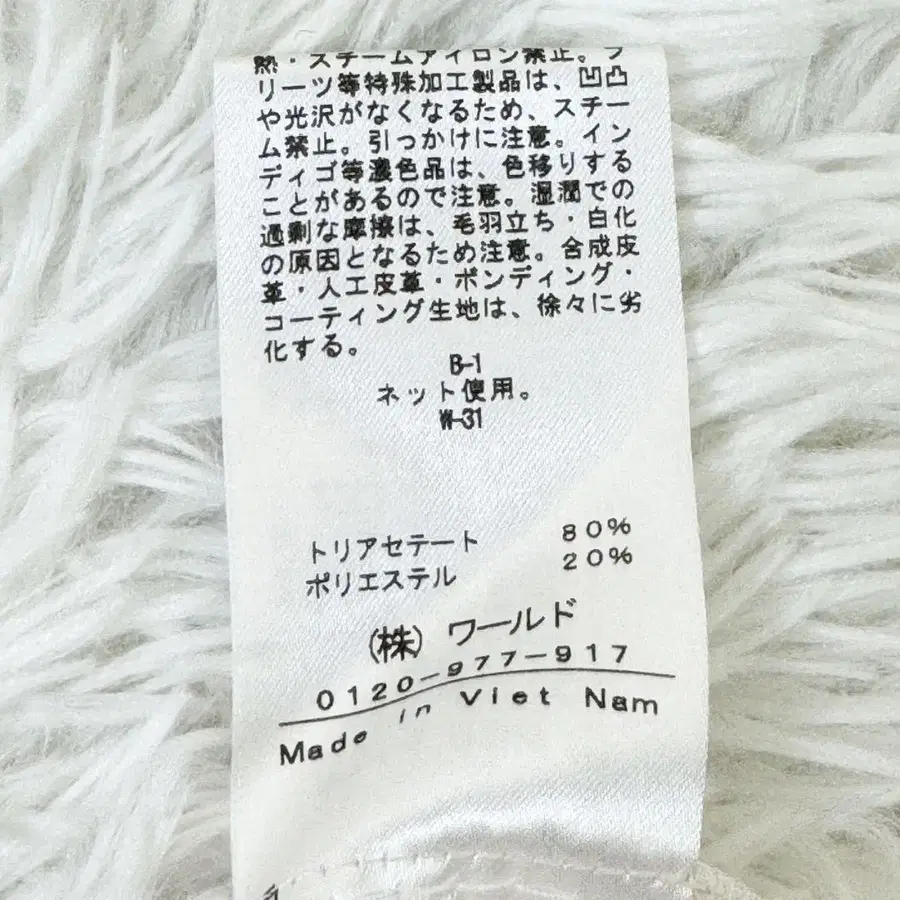 熱・スチームアイロン禁止。プ
リーツ等特殊加工製品は、凹凸
や光沢がなくなるため、スチー
ム禁止。引っかけに注意。イン
ディゴ等濃色品は、色移りする
ことがあるので注意。湿潤での
過剰な摩擦は、毛羽立ち・白化
の原因となるため注意。合成皮
革・人工皮革・ボンディング・
コーティング生地は、徐々に劣
化する。
B-1
ネット使用。
W-31
トリアセテート 80%
ポリエステル 20%
(株) ワールド
0120-977-917
Made in Viet Nam